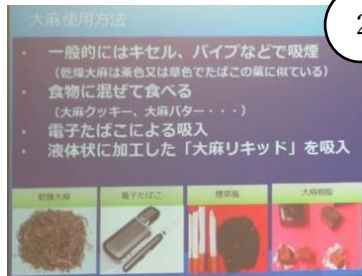 大麻使用方法
・ 一般的にはキセル、パイプなどで吸煙
（乾燥大麻は茶色又は草色でたばこの葉に似ている）
・ 食物に混ぜて食べる
（大麻クッキー、大麻バター・・・）
・ 電子たばこによる吸入
・ 液体状に加工した「大麻リキッド」を吸入
乾燥大麻
電子たばこ
煙草風
大麻樹脂
2